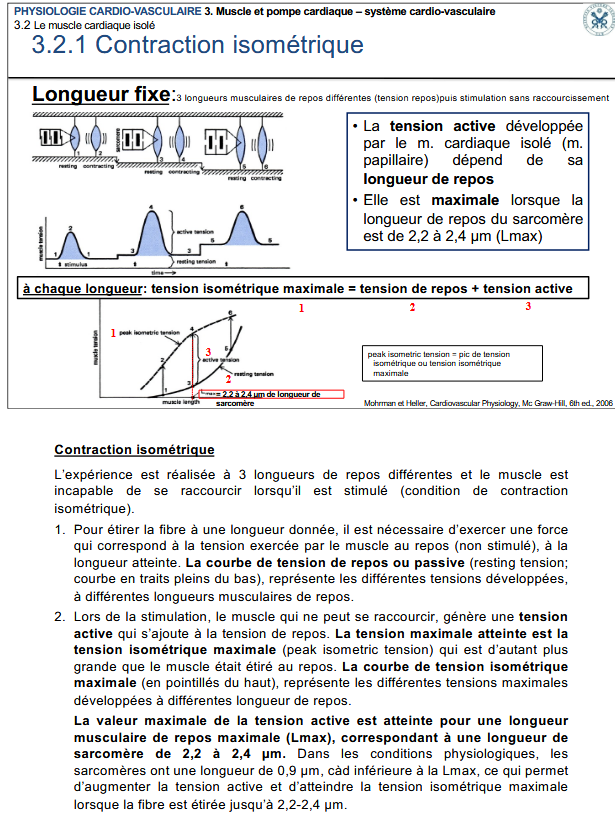 PHYSIOLOGIE CARDIO-VASCULAIRE 3. Muscle et pompe cardiaque – système cardio-vasculaire
3.2 Le muscle cardiaque isolé
3.2.1 Contraction isométrique
Longueur fixe:3 longueurs musculaires de repos différentes (tension repos)puis stimulation sans raccourcissement
1 2
3 4
5 6
resting contracting
resting contracting
resting contracting
• La tension active développée
par le m. cardiaque isolé (m.
papillaire) dépend de sa
longueur de repos
• Elle est maximale lorsque la
longueur de repos du sarcomère
est de 2,2 à 2,4 µm (Lmax)
muscle tension
1 2 1
3 4 3
5 6 5
active tension
resting tension
stimulus
time
à chaque longueur: tension isométrique maximale = tension de repos + tension active
1 2 3
muscle tension
1 peak isometric tension
2
4
6
3
active tension
5
resting tension
2
1
3
muscle length
= 2,2 à 2,4 µm de longueur de
sarcomère
peak isometric tension = pic de tension
isométrique ou tension isométrique
maximale
Mohrman et Heller, Cardiovascular Physiology, Mc Graw-Hill, 6th ed., 2006
Contraction isométrique
L’expérience est réalisée à 3 longueurs de repos différentes et le muscle est
incapable de se raccourcir lorsqu’il est stimulé (condition de contraction
isométrique).
1. Pour étirer la fibre à une longueur donnée, il est nécessaire d’exercer une force
qui correspond à la tension exercée par le muscle au repos (non stimulé), à la
longueur atteinte. La courbe de tension de repos ou passive (resting tension;
courbe en traits pleins du bas), représente les différentes tensions développées,
à différentes longueurs musculaires de repos.
2. Lors de la stimulation, le muscle qui ne peut se raccourcir, génère une tension
active qui s’ajoute à la tension de repos. La tension maximale atteinte est la
tension isométrique maximale (peak isometric tension) qui est d’autant plus
grande que le muscle était étiré au repos. La courbe de tension isométrique
maximale (en pointillés du haut), représente les différentes tensions maximales
développées à différentes longueur de repos.
La valeur maximale de la tension active est atteinte pour une longueur
musculaire de repos maximale (Lmax), correspondant à une longueur de
sarcomère de 2,2 à 2,4 µm. Dans les conditions physiologiques, les
sarcomères ont une longueur de 0,9 µm, càd inférieure à la Lmax, ce qui permet
d’augmenter la tension active et d’atteindre la tension isométrique maximale
lorsque la fibre est étirée jusqu’à 2,2-2,4 µm.